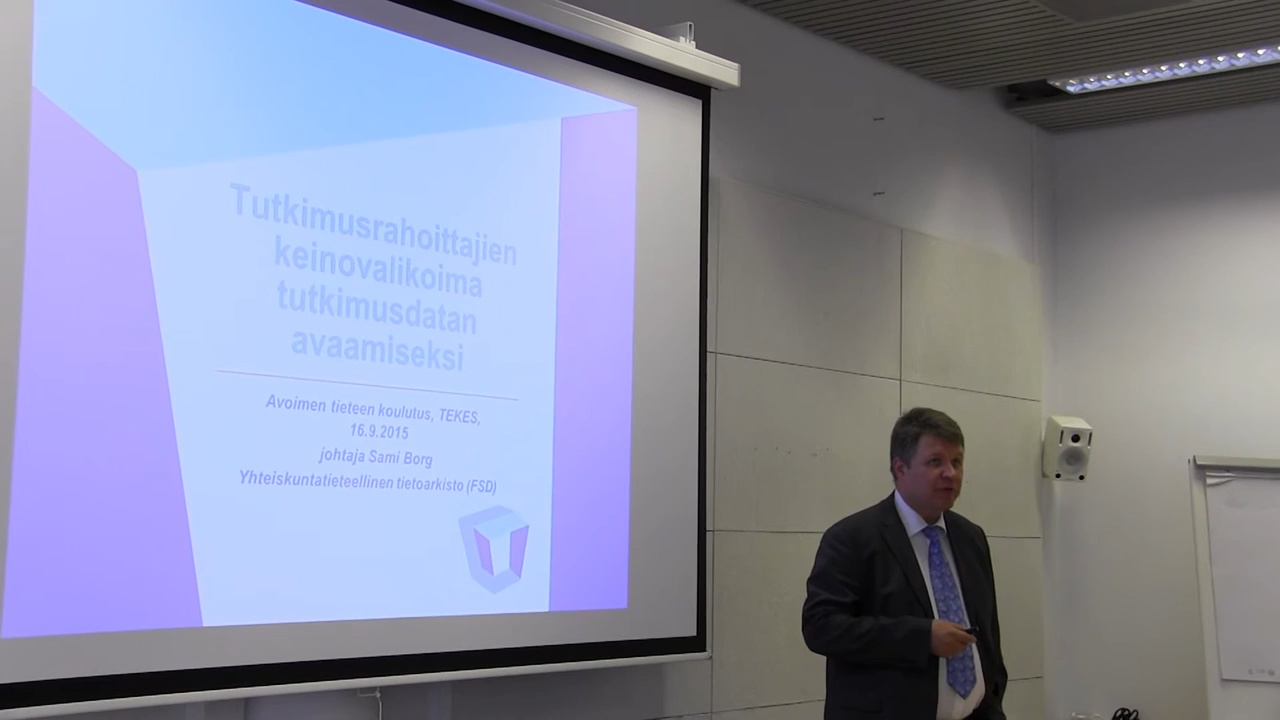 Tutkimusrahoittajien
keinovalikoima
tutkimusdatan
avaamiseksi
Avoimen tieteen koulutus, TEKES,
16.9.2015
johtaja Sami Borg
Yhteiskuntatieteellinen tietoarkisto (FSD)